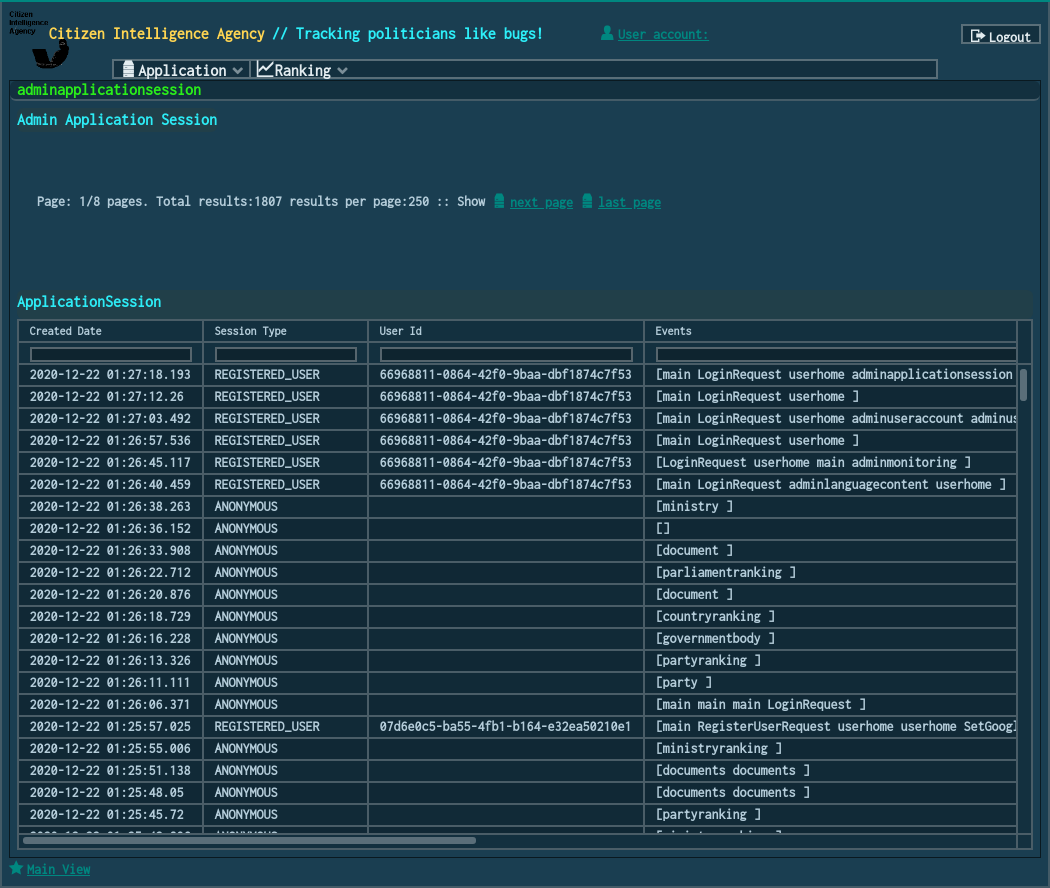 Citizen
Intelligence
Agency
Citizen Intelligence Agency // Tracking politicians like bugs!
User account:
Logout
Application
Ranking
adminapplicationsession
Admin Application Session
Page: 1/8 pages. Total results:1807 results per page:250 :: Show next page last page
ApplicationSession
Created Date Session Type User Id Events
2020-12-22 01:27:18.193 REGISTERED_USER 66968811-0864-42f0-9baa-dbf1874c7f53 [main LoginRequest userhome adminapplicationsession
2020-12-22 01:27:12.26 REGISTERED_USER 66968811-0864-42f0-9baa-dbf1874c7f53 [main LoginRequest userhome ]
2020-12-22 01:27:03.492 REGISTERED_USER 66968811-0864-42f0-9baa-dbf1874c7f53 [main LoginRequest userhome adminuseraccount adminus
2020-12-22 01:26:57.536 REGISTERED_USER 66968811-0864-42f0-9baa-dbf1874c7f53 [main LoginRequest userhome ]
2020-12-22 01:26:45.117 REGISTERED_USER 66968811-0864-42f0-9baa-dbf1874c7f53 [LoginRequest userhome main adminmonitoring ]
2020-12-22 01:26:40.459 REGISTERED_USER 66968811-0864-42f0-9baa-dbf1874c7f53 [main LoginRequest adminlanguagecontent userhome ]
2020-12-22 01:26:38.263 ANONYMOUS [ministry ]
2020-12-22 01:26:36.152 ANONYMOUS []
2020-12-22 01:26:33.908 ANONYMOUS [document ]
2020-12-22 01:26:22.712 ANONYMOUS [parliamentranking ]
2020-12-22 01:26:20.876 ANONYMOUS [document ]
2020-12-22 01:26:18.729 ANONYMOUS [countryranking ]
2020-12-22 01:26:16.228 ANONYMOUS [governmentbody ]
2020-12-22 01:26:13.326 ANONYMOUS [partyranking ]
2020-12-22 01:26:11.111 ANONYMOUS [party ]
2020-12-22 01:26:06.371 ANONYMOUS [main main main LoginRequest ]
2020-12-22 01:25:57.025 REGISTERED_USER 07d6e0c5-ba55-4fb1-b164-e32ea50210e1 [main RegisterUserRequest userhome userhome SetGoogl
2020-12-22 01:25:55.006 ANONYMOUS [ministryranking ]
2020-12-22 01:25:51.138 ANONYMOUS [documents documents ]
2020-12-22 01:25:48.05 ANONYMOUS [documents documents ]
2020-12-22 01:25:45.72 ANONYMOUS [partyranking ]
Main View